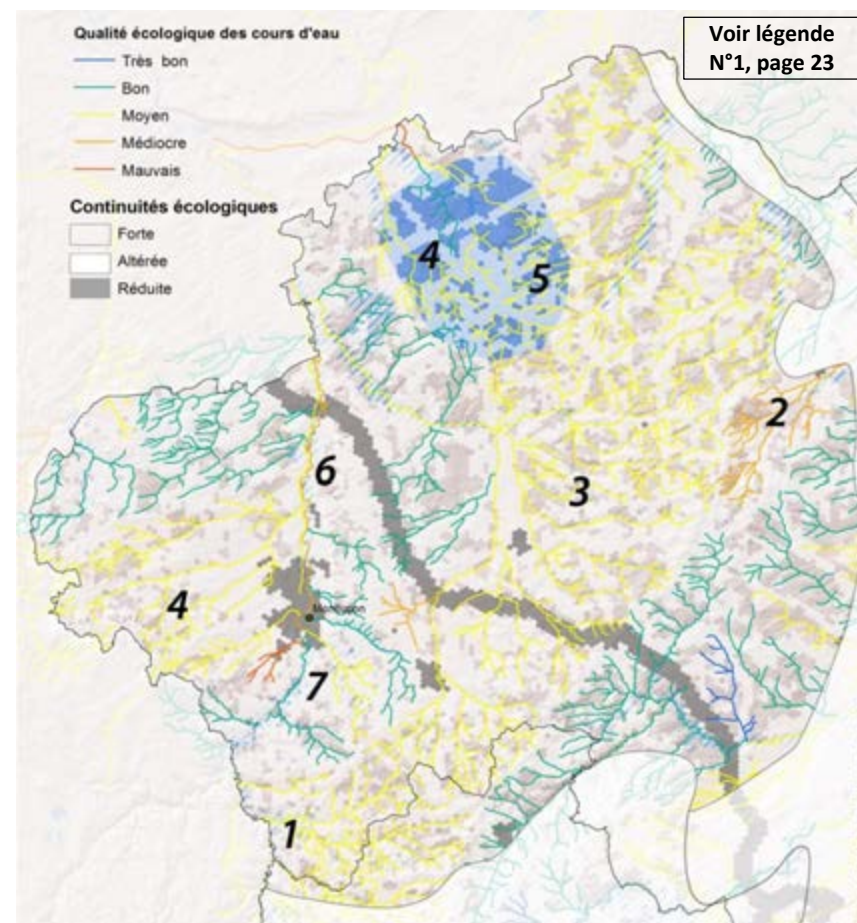 Qualité écologique des cours d'eau
Très bon
Bon
Moyen
Médiocre
Mauvais
Continuités écologiques
Forte
Altérée
Réduite
Voir légende
N°1, page 23
4
5
2
6
3
4
Montluçon
7
1